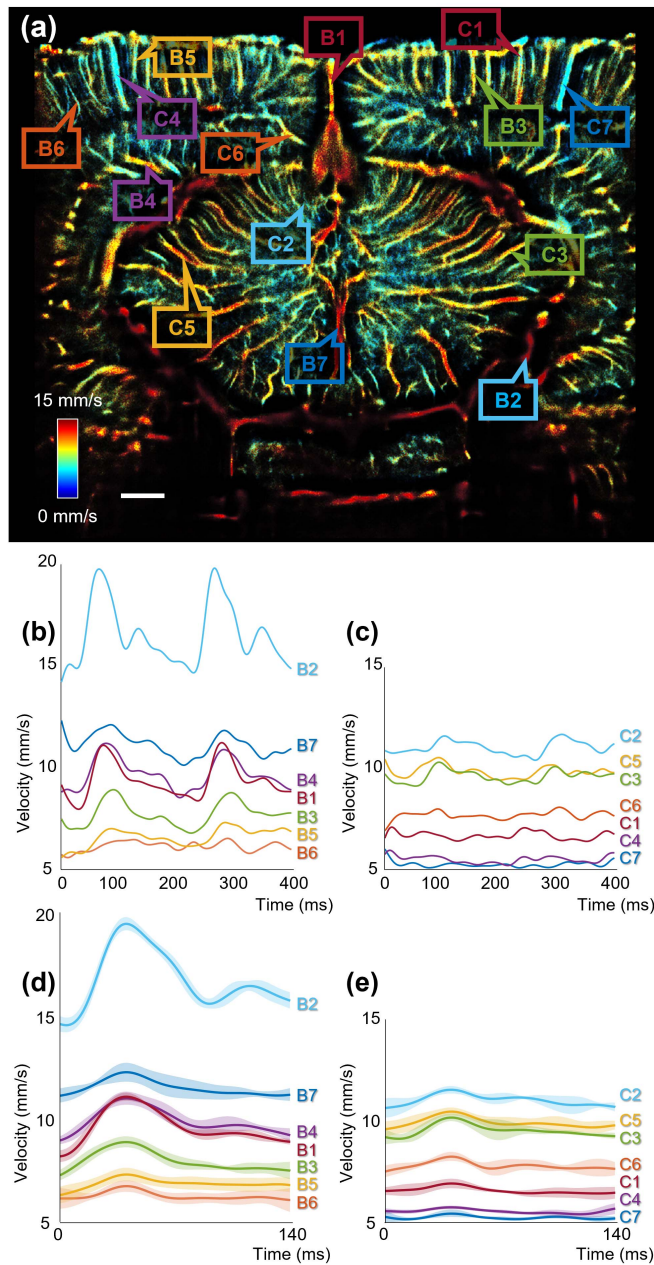 (a)
B1
C1
B5
C4
B6
C6
B3
C7
B4
C2
C3
C5
B7
B2
15 mm/s
0 mm/s
(b)
20
15
10
5
Velocity (mm/s)
B2
B7
B4
B1
B3
B5
B6
0 100 200 300 400
Time (ms)
(c)
15
10
5
Velocity (mm/s)
C2
C5
C3
C6
C1
C4
C7
0 100 200 300 400
Time (ms)
(d)
20
15
10
5
Velocity (mm/s)
B2
B7
B4
B1
B3
B5
B6
0 140
Time (ms)
(e)
15
10
5
Velocity (mm/s)
C2
C5
C3
C6
C1
C4
C7
0 140
Time (ms)